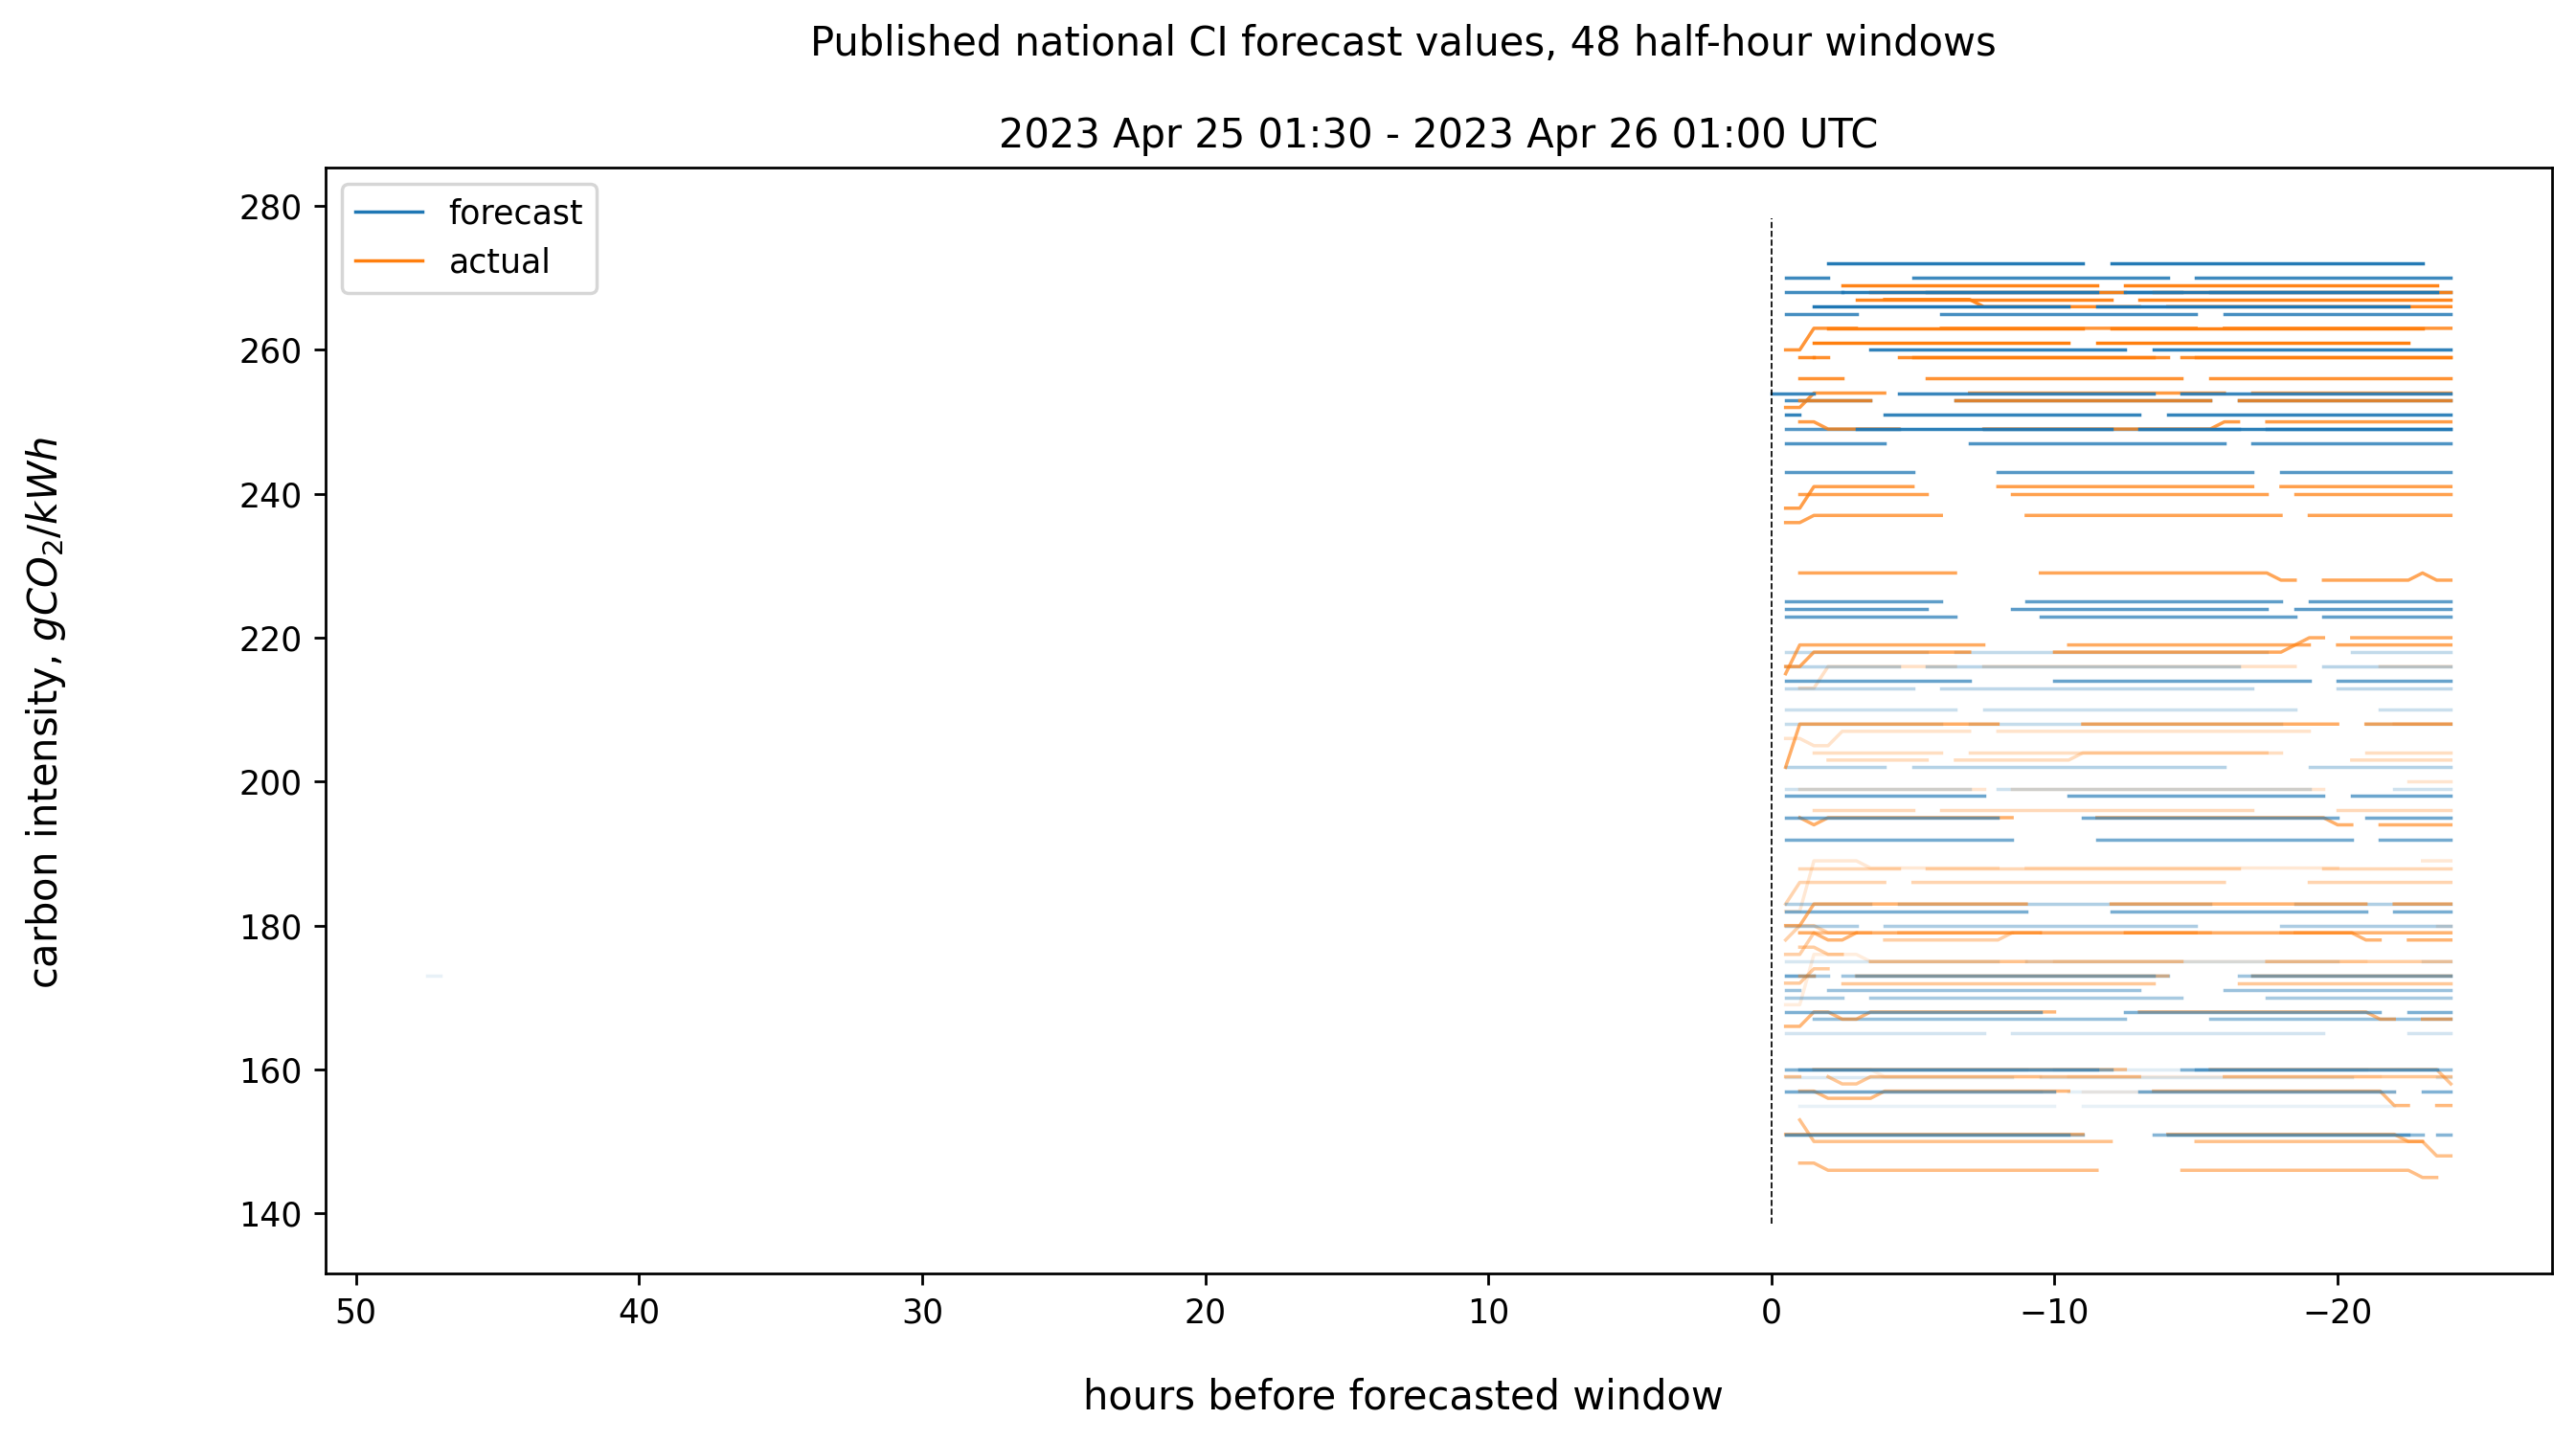 Published national CI forecast values, 48 half-hour windows
2023 Apr 25 01:30 - 2023 Apr 26 01:00 UTC
forecast
actual
carbon intensity, gCO₂/kWh
280
260
240
220
200
180
160
140
50 40 30 20 10 0 −10 −20
hours before forecasted window